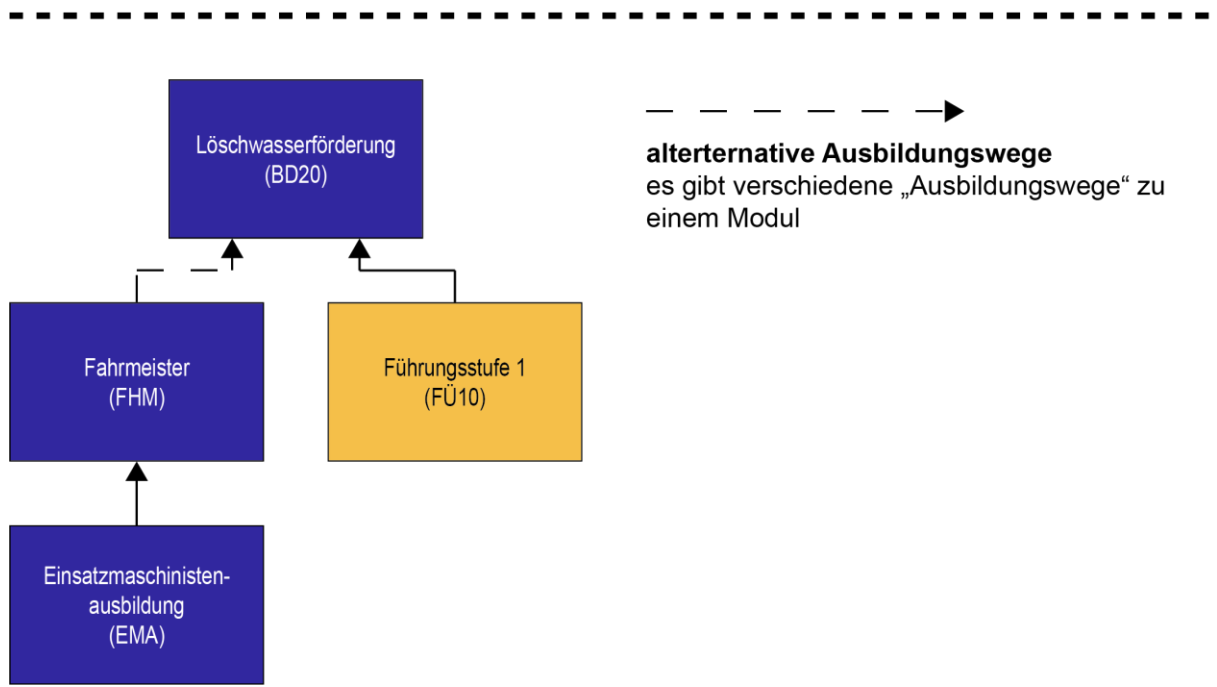 Löschwasserförderung
(BD20)
alterternative Ausbildungswege
es gibt verschiedene „Ausbildungswege“ zu
einem Modul
Fahrmeister
(FHM)
Führungsstufe 1
(FÜ10)
Einsatzmaschinisten-
ausbildung
(EMA)